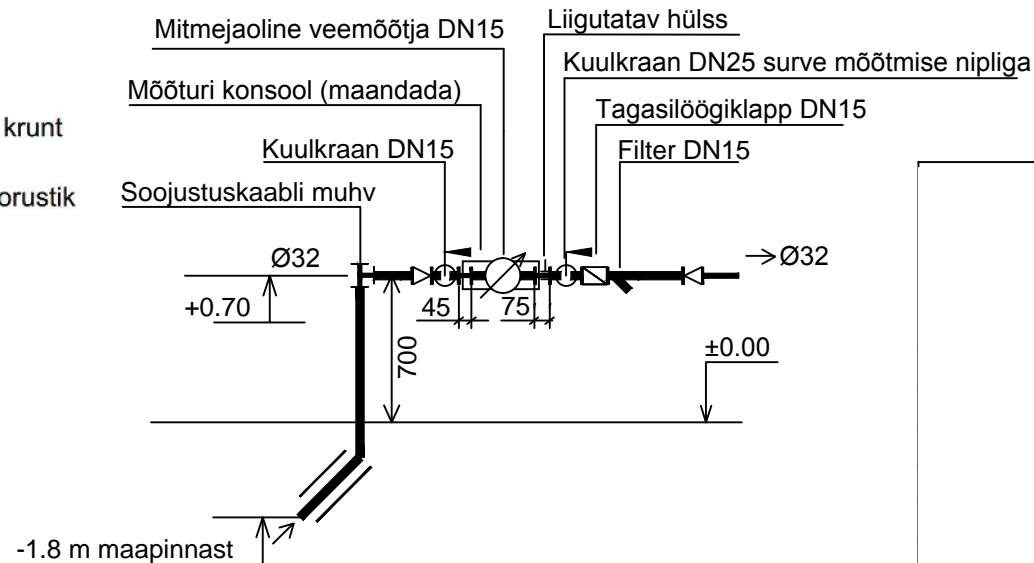 Mitmejaoline veemõõtja DN15
Liigutatav hülss
Kuulkraan DN25 surve mõõtmise nipliga
Mõõturi konsool (maandada)
Tagasilöögiklapp DN15
krunt
Kuulkraan DN15
Filter DN15
orustik
Soojustuskaabli muhv
Ø32
Ø32
+0.70
45
75
700
±0.00
-1.8 m maapinnast